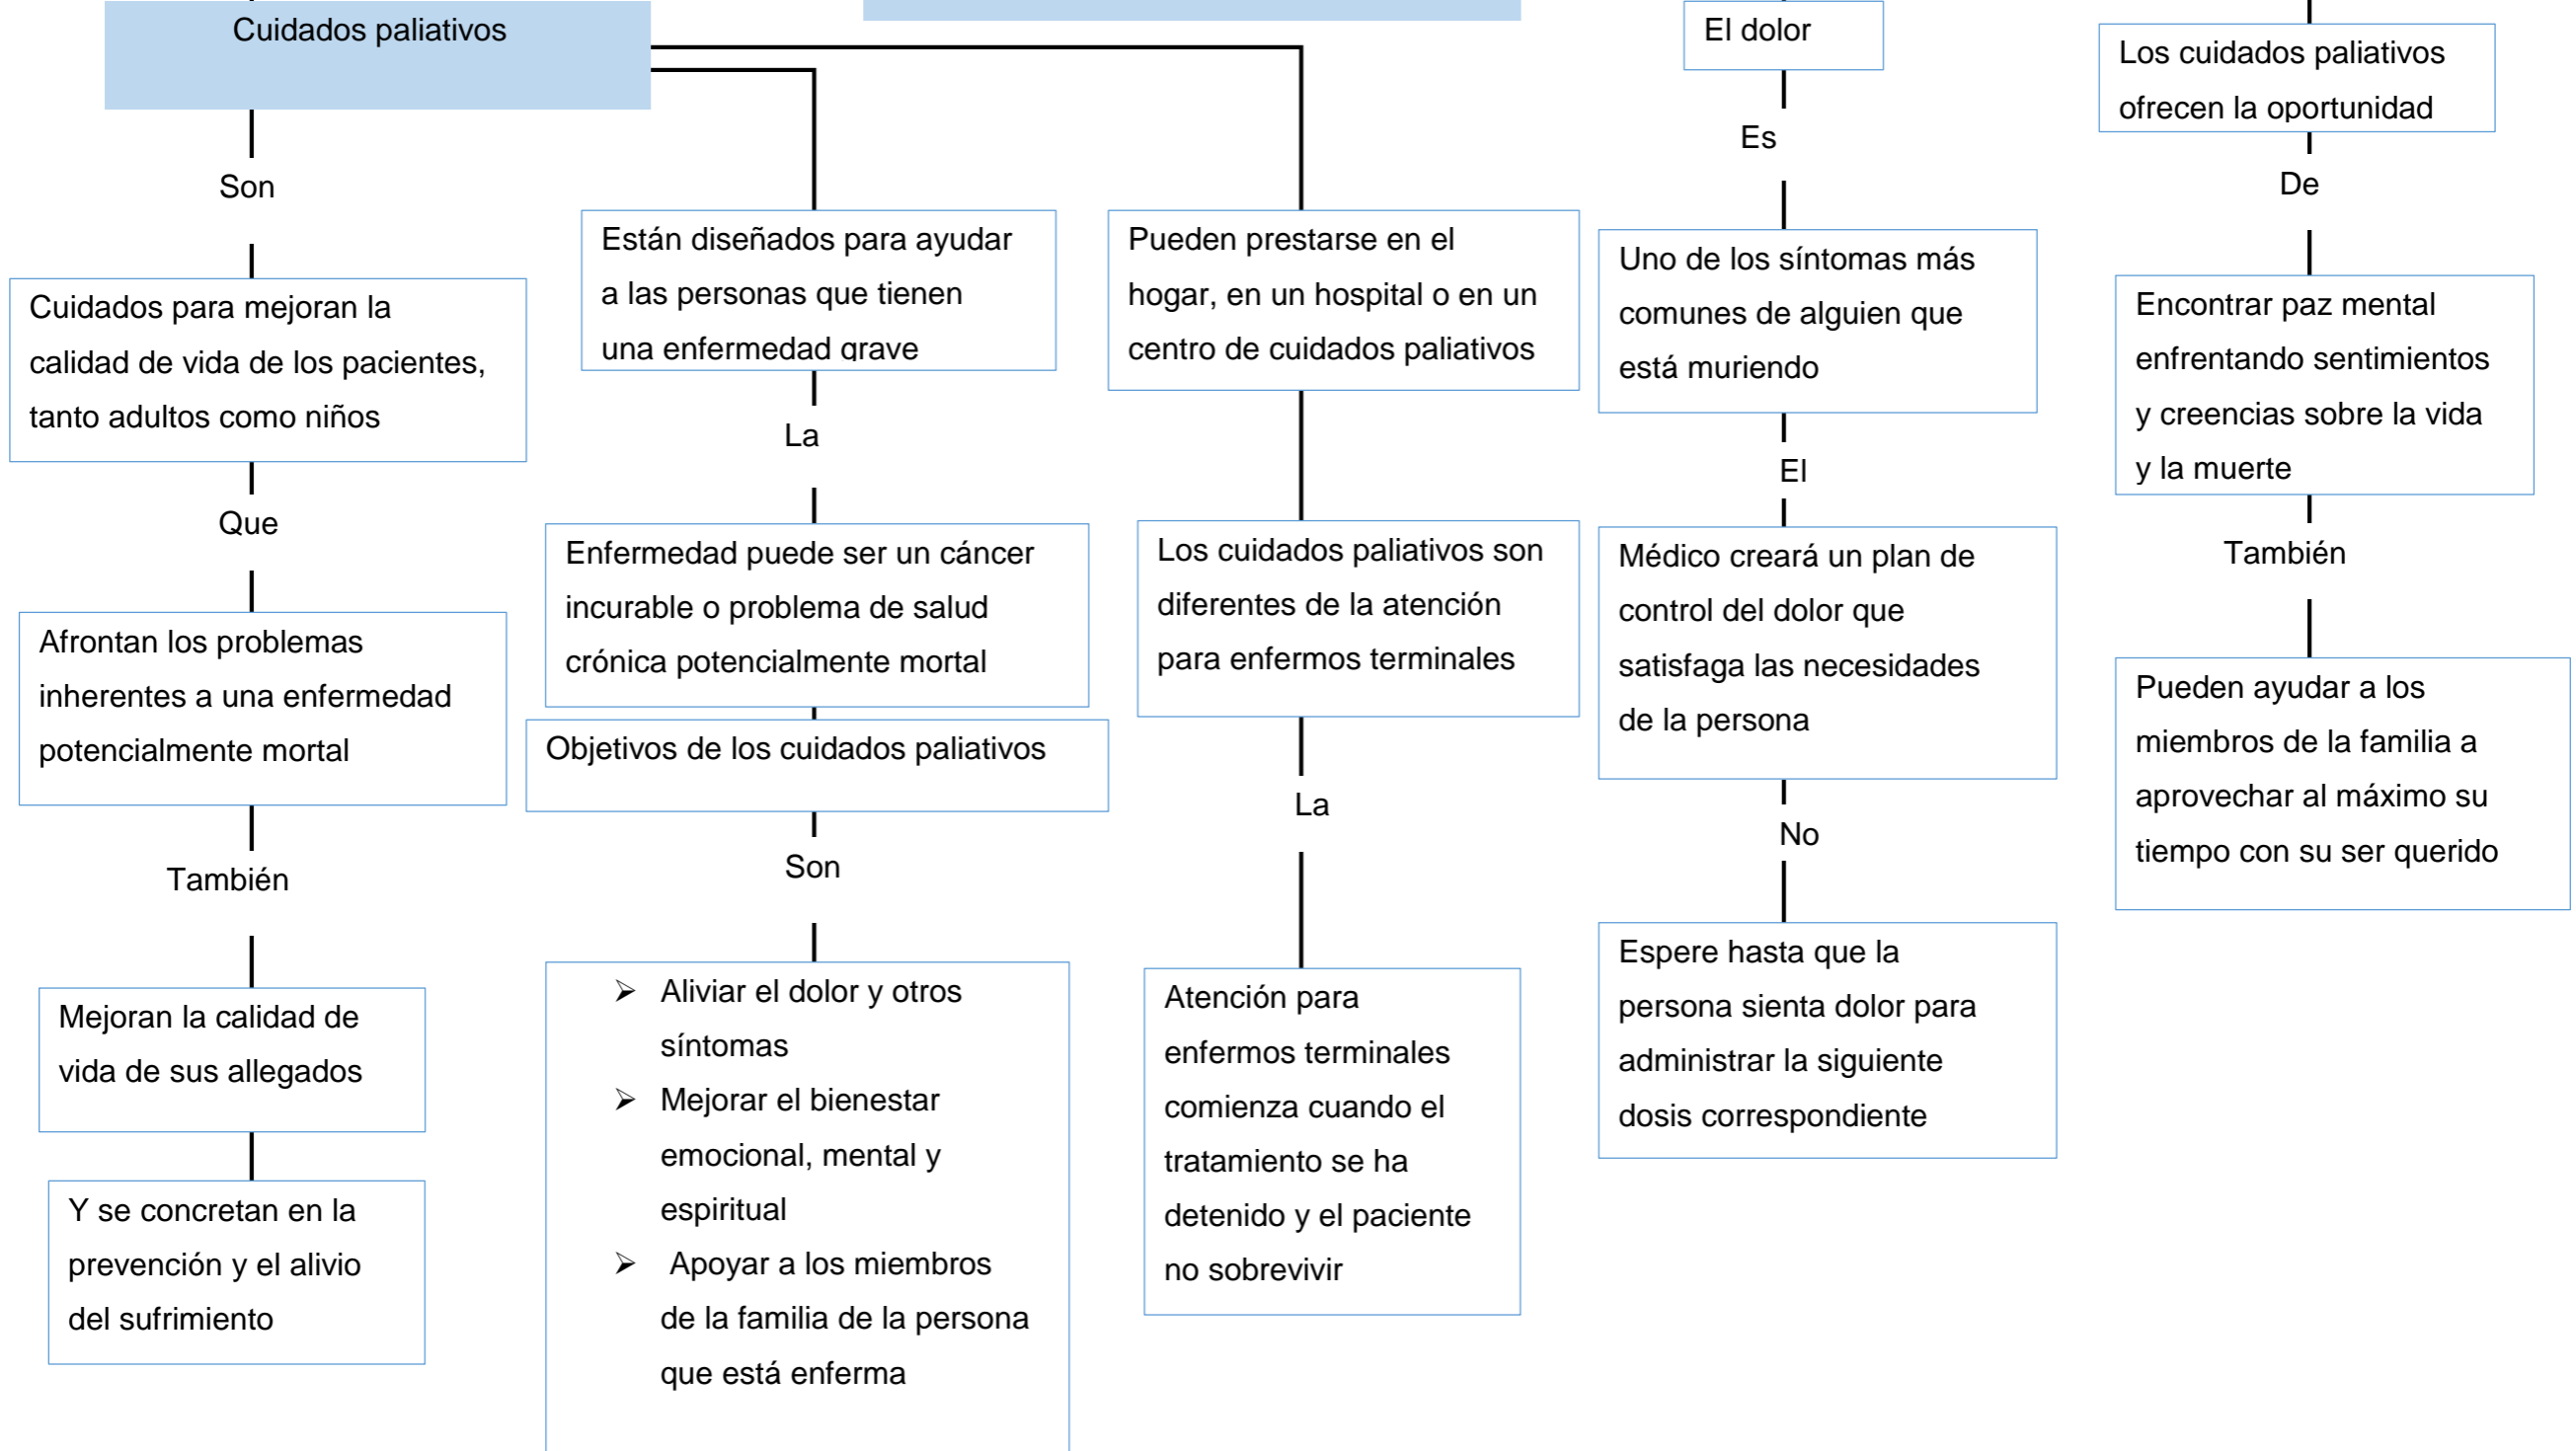 Cuidados paliativos
Son
Cuidados para mejoran la
calidad de vida de los pacientes,
tanto adultos como niños
Que
Afrontan los problemas
inherentes a una enfermedad
potencialmente mortal
También
Mejoran la calidad de
vida de sus allegados
Y se concretan en la
prevención y el alivio
del sufrimiento
Están diseñados para ayudar
a las personas que tienen
una enfermedad grave
La
Enfermedad puede ser un cáncer
incurable o problema de salud
crónica potencialmente mortal
Objetivos de los cuidados paliativos
Son
➢ Aliviar el dolor y otros
síntomas
➢ Mejorar el bienestar
emocional, mental y
espiritual
➢ Apoyar a los miembros
de la familia de la persona
que está enferma
Pueden prestarse en el
hogar, en un hospital o en un
centro de cuidados paliativos
Los cuidados paliativos son
diferentes de la atención
para enfermos terminales
La
Atención para
enfermos terminales
comienza cuando el
tratamiento se ha
detenido y el paciente
no sobrevivir
El dolor
Es
Uno de los síntomas más
comunes de alguien que
está muriendo
El
Médico creará un plan de
control del dolor que
satisfaga las necesidades
de la persona
No
Espere hasta que la
persona sienta dolor para
administrar la siguiente
dosis correspondiente
Los cuidados paliativos
ofrecen la oportunidad
De
Encontrar paz mental
enfrentando sentimientos
y creencias sobre la vida
y la muerte
También
Pueden ayudar a los
miembros de la familia a
aprovechar al máximo su
tiempo con su ser querido